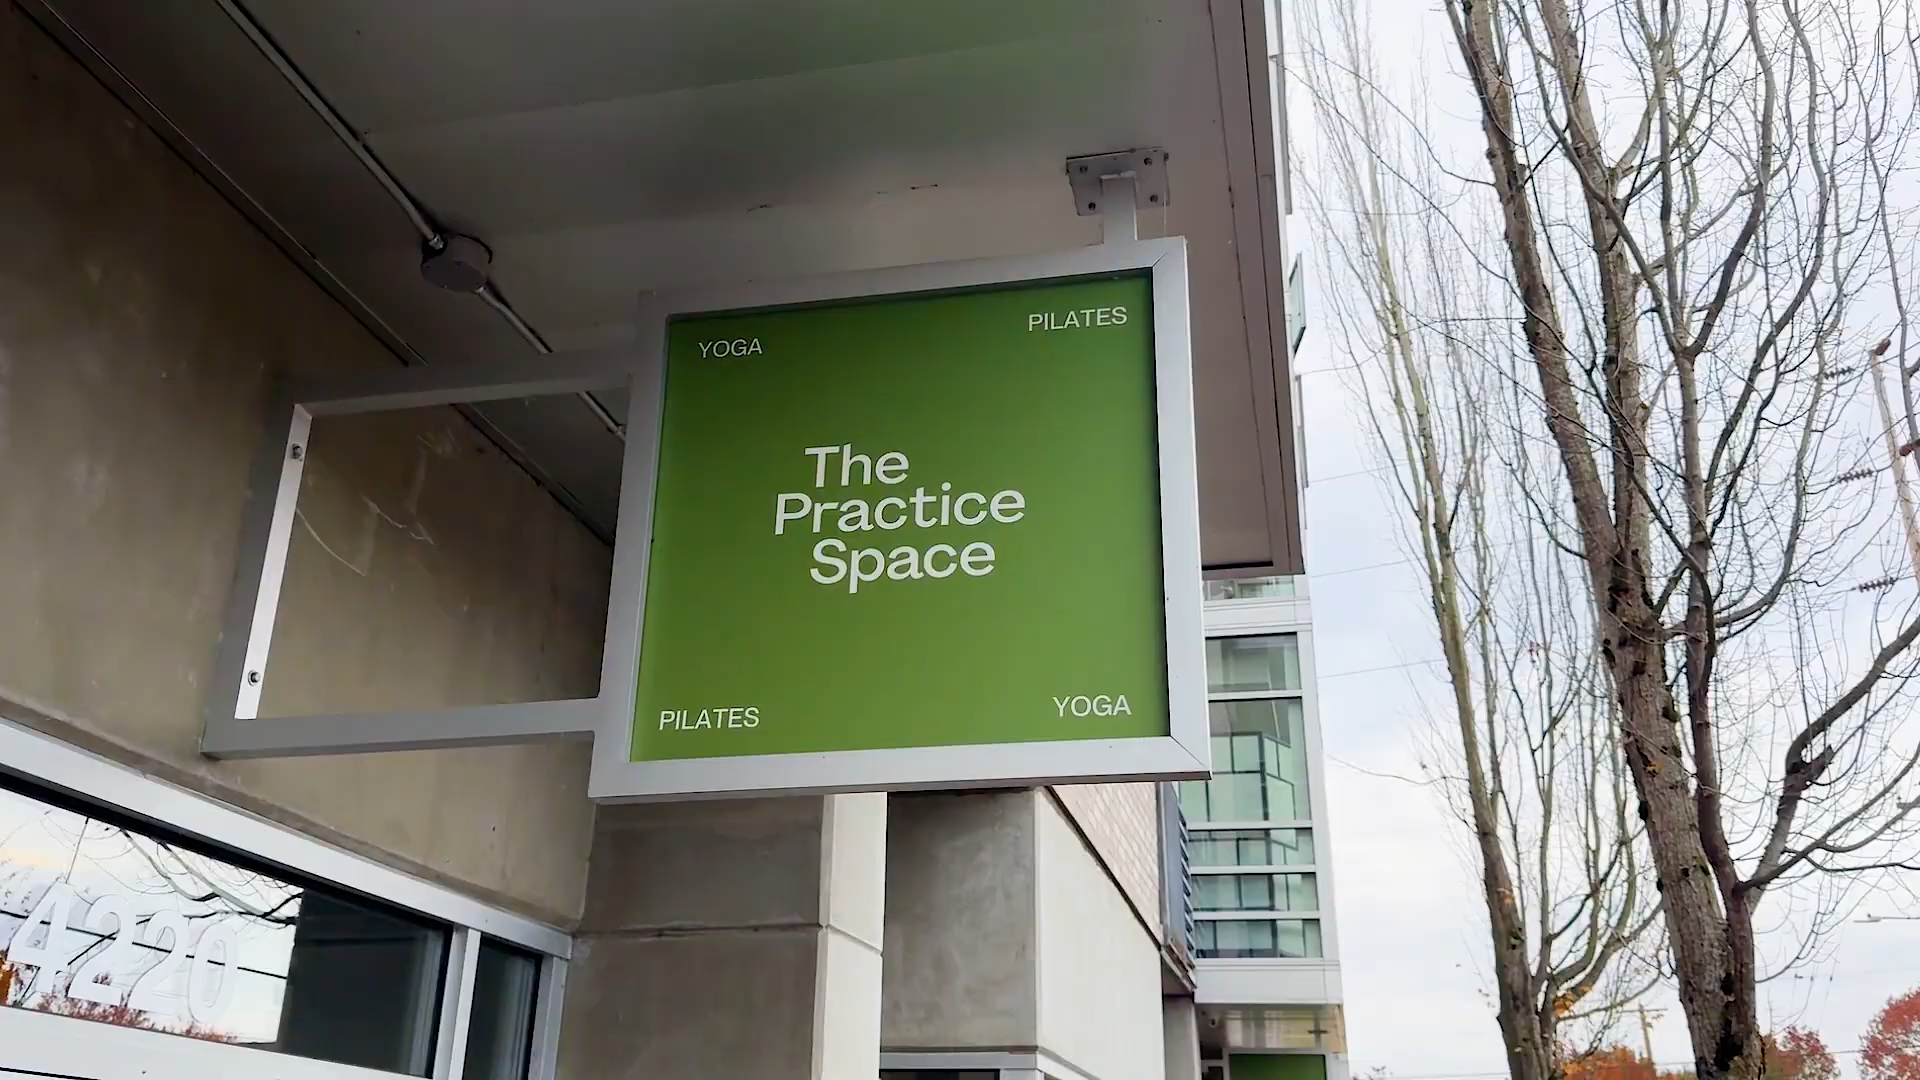 YOGA
PILATES
The
Practice
Space
PILATES
YOGA
4220